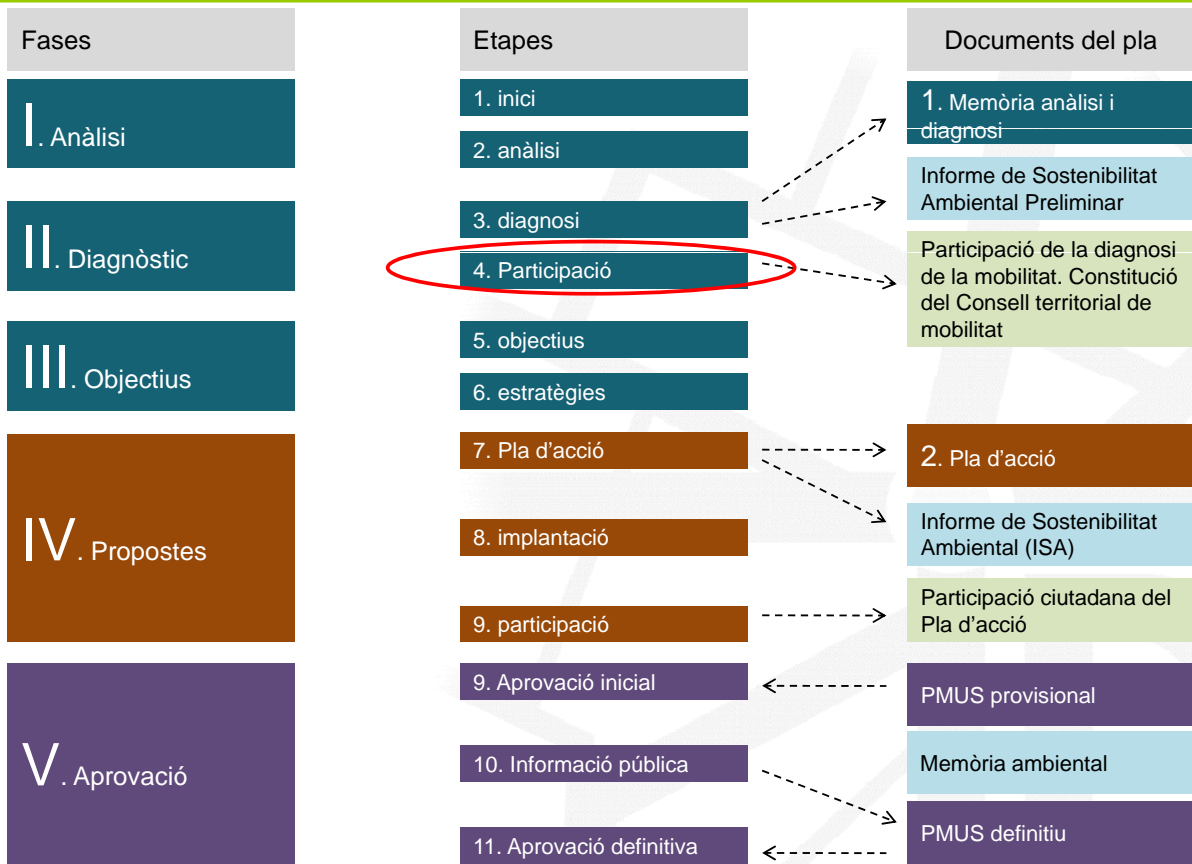 Fases
Etapes
Documents del pla
I. Anàlisi
1. inici
2. anàlisi
1. Memòria anàlisi i
diagnosi
Informe de Sostenibilitat
Ambiental Preliminar
II. Diagnòstic
3. diagnosi
4. Participació
Participació de la diagnosi
de la mobilitat. Constitució
del Consell territorial de
mobilitat
III. Objectius
5. objectius
6. estratègies
IV. Propostes
7. Pla d’acció
8. implantació
9. participació
2. Pla d’acció
Informe de Sostenibilitat
Ambiental (ISA)
Participació ciutadana del
Pla d’acció
V. Aprovació
9. Aprovació inicial
10. Informació pública
11. Aprovació definitiva
PMUS provisional
Memòria ambiental
PMUS definitiu